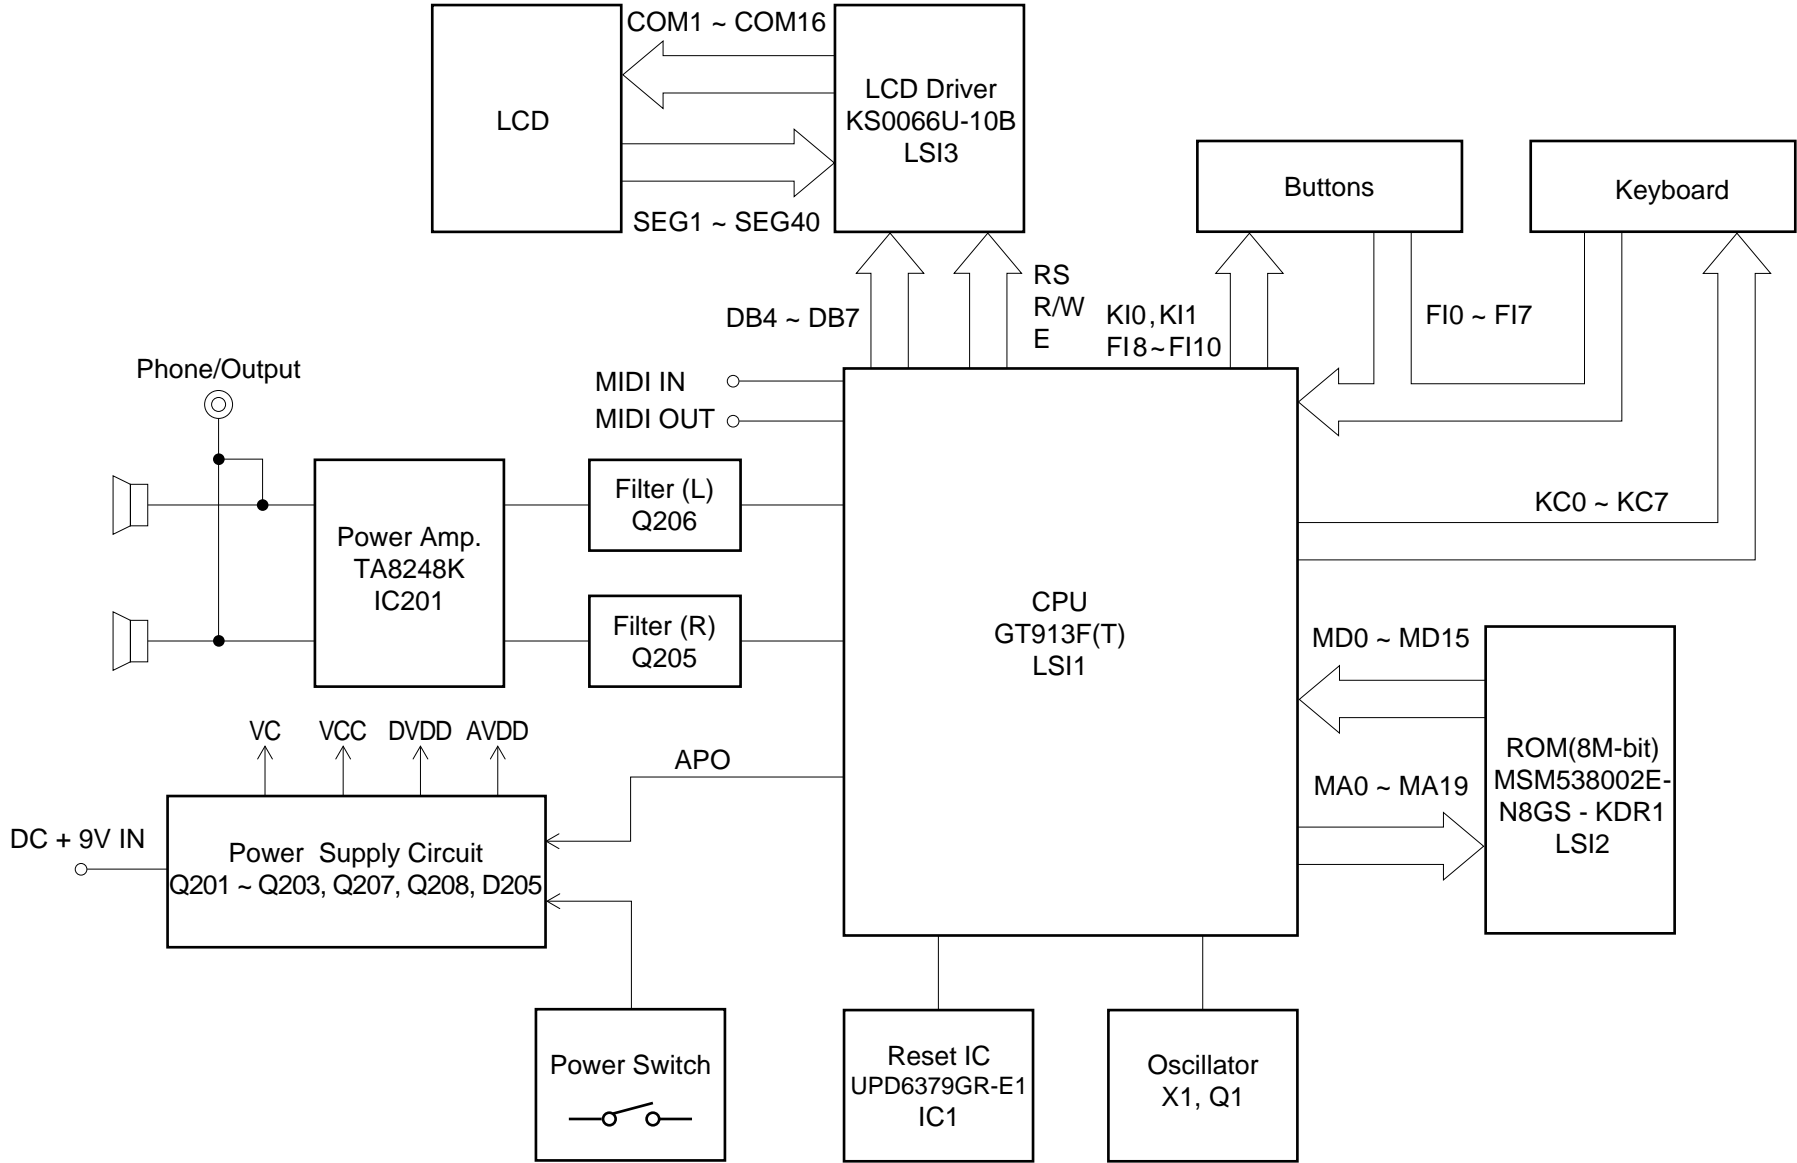 COM1 ~ COM16
LCD
LCD Driver
KS0066U-10B
LSI3
SEG1 ~ SEG40
Buttons
Keyboard
DB4 ~ DB7
RS
R/W
E
KI0,KI1
FI8~FI10
FI0 ~ FI7
Phone/Output
MIDI IN
MIDI OUT
Filter (L)
Q206
Power Amp.
TA8248K
IC201
Filter (R)
Q205
KC0 ~ KC7
CPU
GT913F(T)
LSI1
MD0 ~ MD15
MA0 ~ MA19
ROM(8M-bit)
MSM538002E-
N8GS - KDR1
LSI2
VC
VCC
DVDD
AVDD
APO
DC + 9V IN
Power Supply Circuit
Q201 ~ Q203, Q207, Q208, D205
Power Switch
Reset IC
UPD6379GR-E1
IC1
Oscillator
X1, Q1